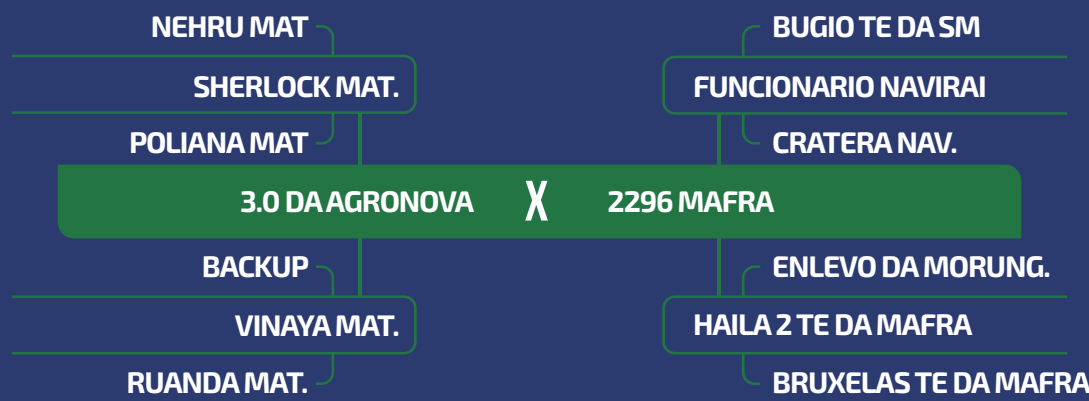 NEHRU MAT
SHERLOCK MAT.
POLIANA MAT
BUGIO TE DA SM
FUNCIONARIO NAVIRAI
CRATERA NAV.
3.0 DA AGRONOVA X 2296 MAFRA
BACKUP
VINAYA MAT.
RUANDA MAT.
ENLEVO DA MORUNG.
HAILA 2 TE DA MAFRA
BRUXELAS TE DA MAFRA